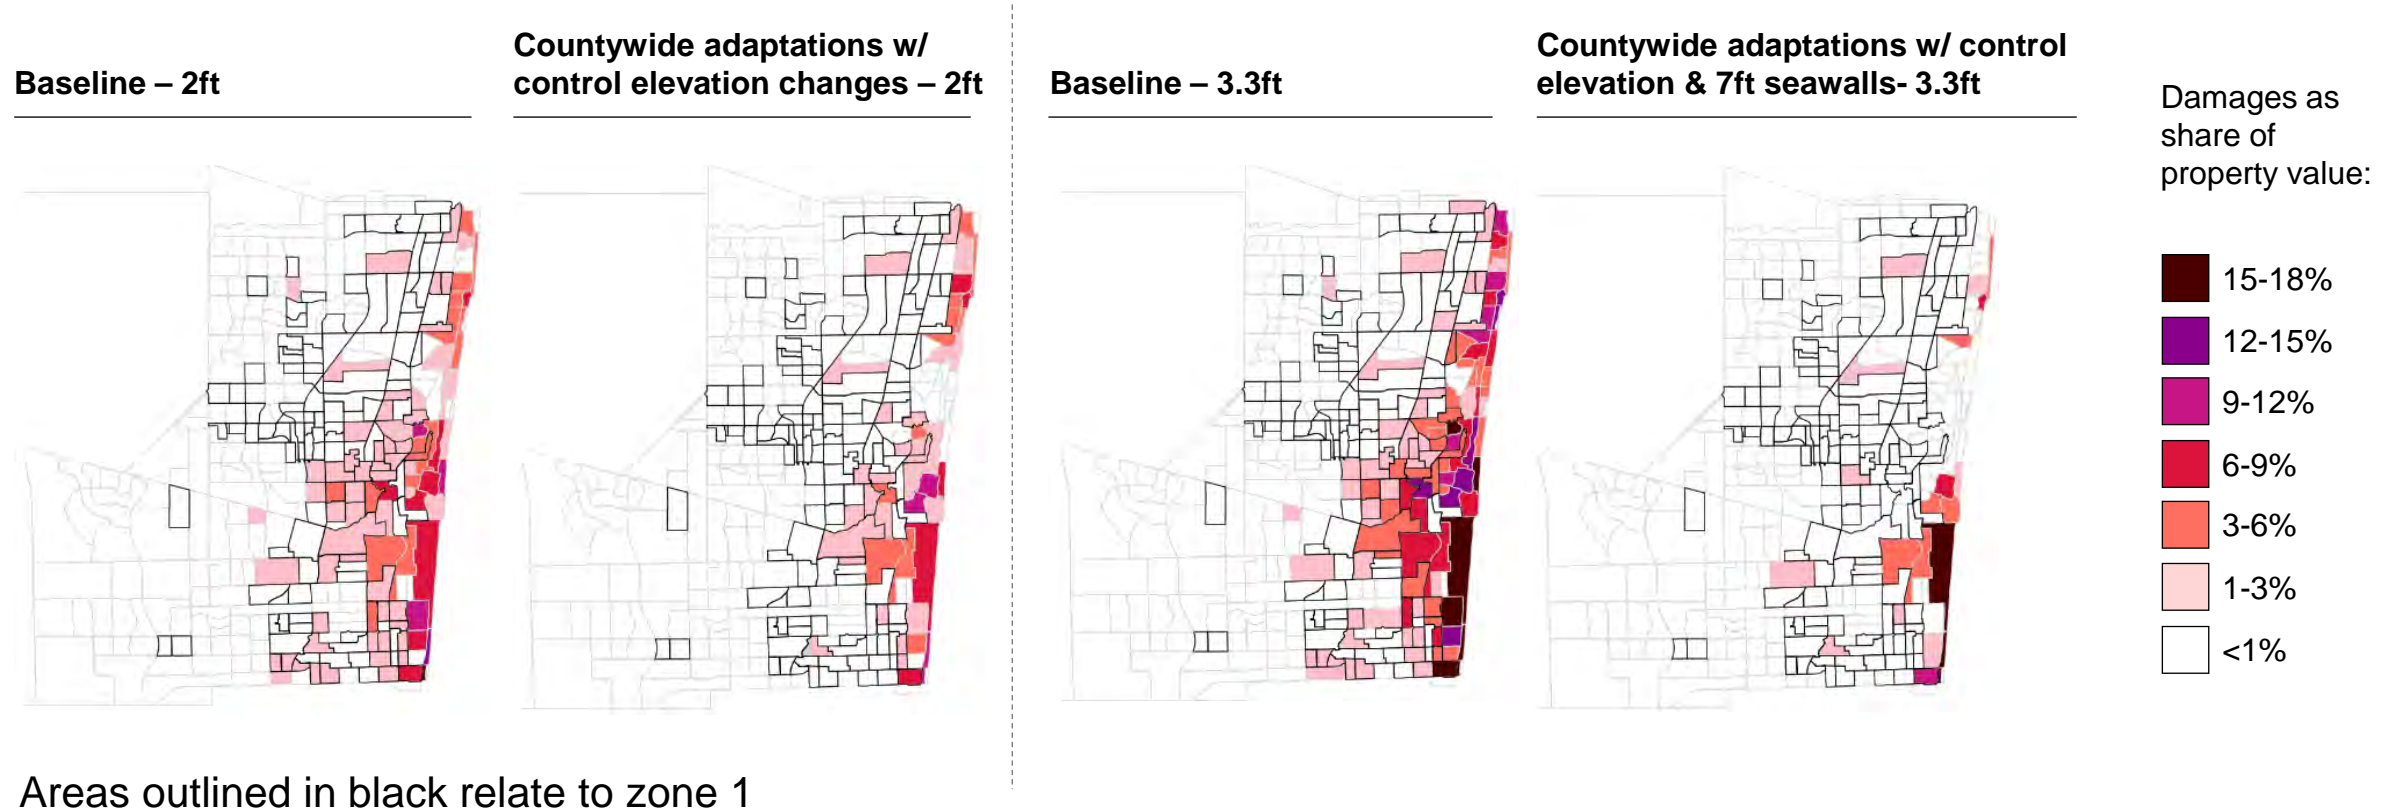 Baseline – 2ft
Countywide adaptations w/
control elevation changes – 2ft
Baseline – 3.3ft
Countywide adaptations w/ control
elevation & 7ft seawalls- 3.3ft
Damages as
share of
property value:
15-18%
12-15%
9-12%
6-9%
3-6%
1-3%
<1%
Areas outlined in black relate to zone 1